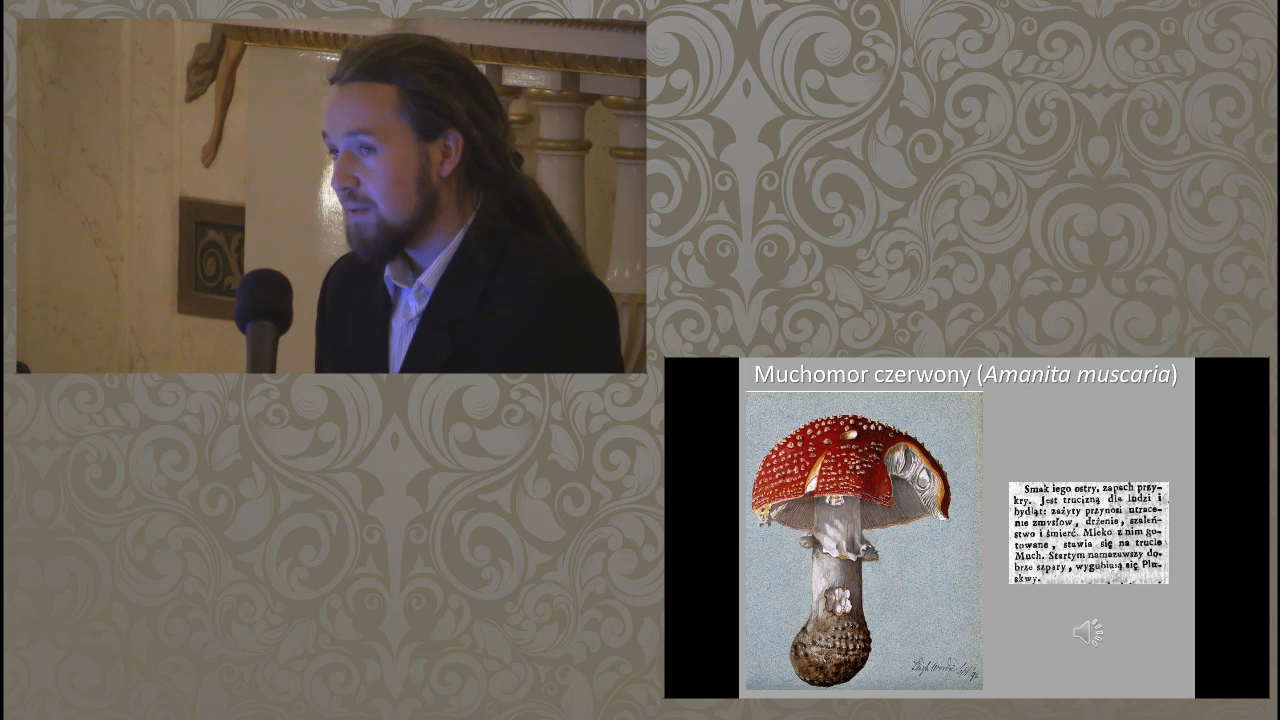 Muchomor czerwony (Amanita muscaria)
Smak iego ostry, zapach przy-
kry. Jest trucizną dla ludzi i
bydląt: zażyty przynosi utrace-
nie zmysłow, drżenie, szaleń-
stwo i śmierć. Mleko z nim go-
towane, stawia się na trucie
Much. Startym namazawszy do-
brze szpary, wygubiaią się Plu-
skwy.